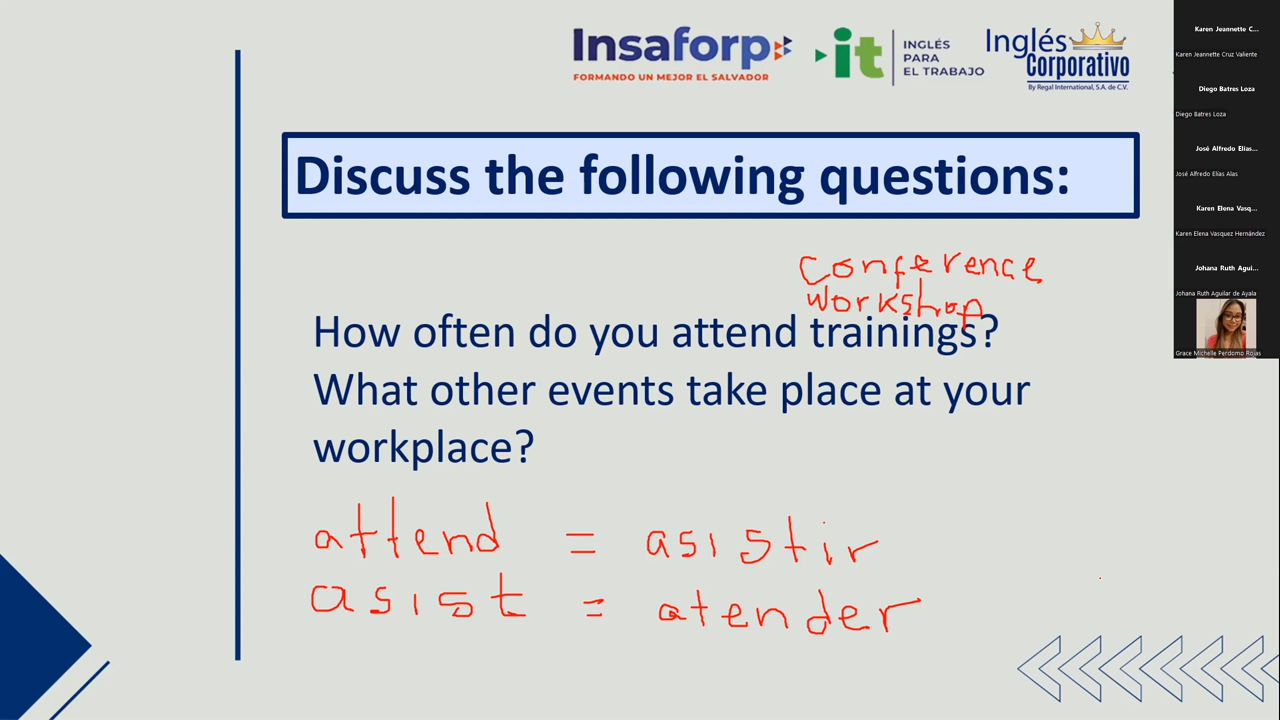 Insaforp
FORMANDO UN MEJOR EL SALVADOR
it
INGLÉS
PARA
EL TRABAJO
Inglés
Corporativo
By Regal International, S.A. de C.V.
Discuss the following questions:
conference
workshop
How often do you attend trainings?
What other events take place at your
workplace?
attend = asistir
asist = atender
Karen Jeannette C...
Karen Jeannette Cruz Valiente
Diego Batres Loza
Diego Batres Loza
José Alfredo Elías...
José Alfredo Elías Alas
Karen Elena Vasq...
Karen Elena Vasquez Hernández
Johana Ruth Agui...
Johana Ruth Aguilar de Ayala
Grace Michelle Perdomo Rojas